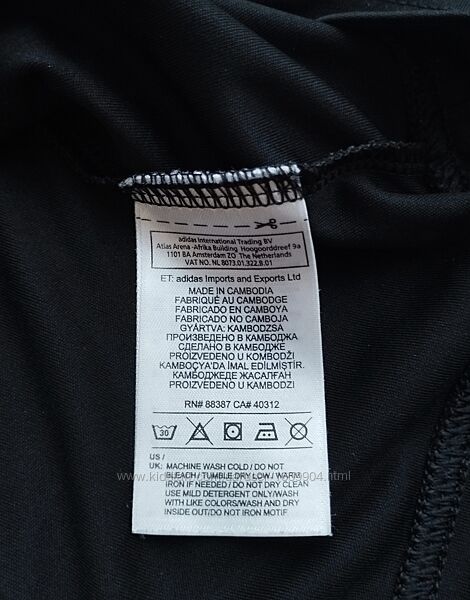 adidas International Trading BV
Atlas Arena -Afrika Building Hoogoorddreef 9a
1101 BA Amsterdam ZO The Netherlands
VAT NO. NL 8073.01.322.B.01
ET: adidas Imports and Exports Ltd
MADE IN CAMBODIA
FABRIQUÉ AU CAMBODGE
FABRICADO EN CAMBOYA
FABRICADO NO CAMBOJA
GYÁRTVA: KAMBODZSA
ПРОИЗВЕДЕНО В КАМБОДЖА
СДЕЛАНО В КАМБОДЖЕ
PROIZVEDENO U KOMBODŽI
KAMBOÇYA'DA İMAL EDİLMİŞTİR.
КАМБОДЖЕДЕ ЖАСАЛҒАН
PROIZVEDENO U KAMBODŽI
RN# 88387 CA# 40312
30
US /
UK: MACHINE WASH COLD / DO NOT
BLEACH / TUMBLE DRY LOW / WARM
IRON IF NEEDED / DO NOT DRY CLEAN
USE MILD DETERGENT ONLY/WASH
WITH LIKE COLORS/WASH AND DRY
INSIDE OUT/DO NOT IRON MOTIF.